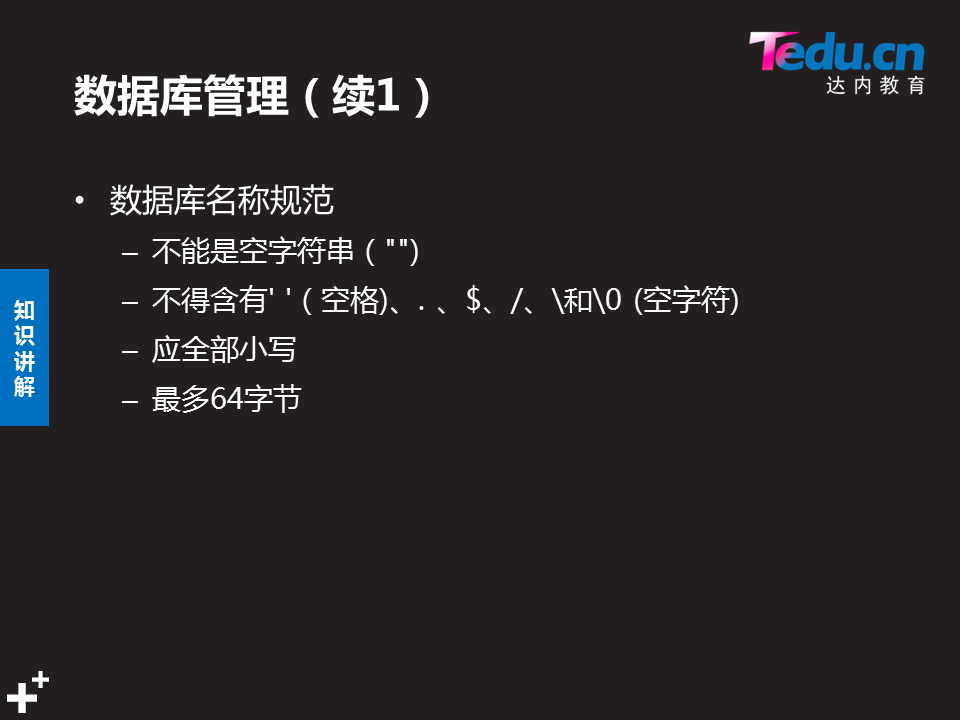 Tedu.cn
达内教育
数据库管理（续1）
• 数据库名称规范
– 不能是空字符串（"")
– 不得含有' '（空格)、. 、$、/、\和\0 (空字符)
– 应全部小写
– 最多64字节
知
识
讲
解